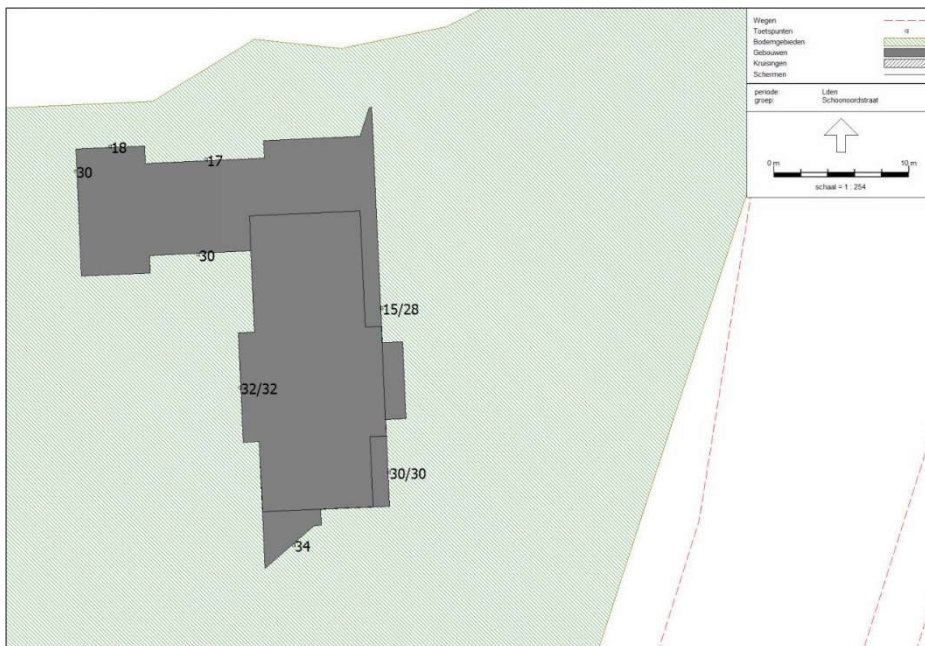 Wegen
Toetspunten
Bodemgebieden
Gebouwen
Kruisingen
Schermen
periode: Lden
groep: Schoonoordstraat
0 m 10 m
schaal = 1 : 254
18
17
30
30
15/28
32/32
30/30
34